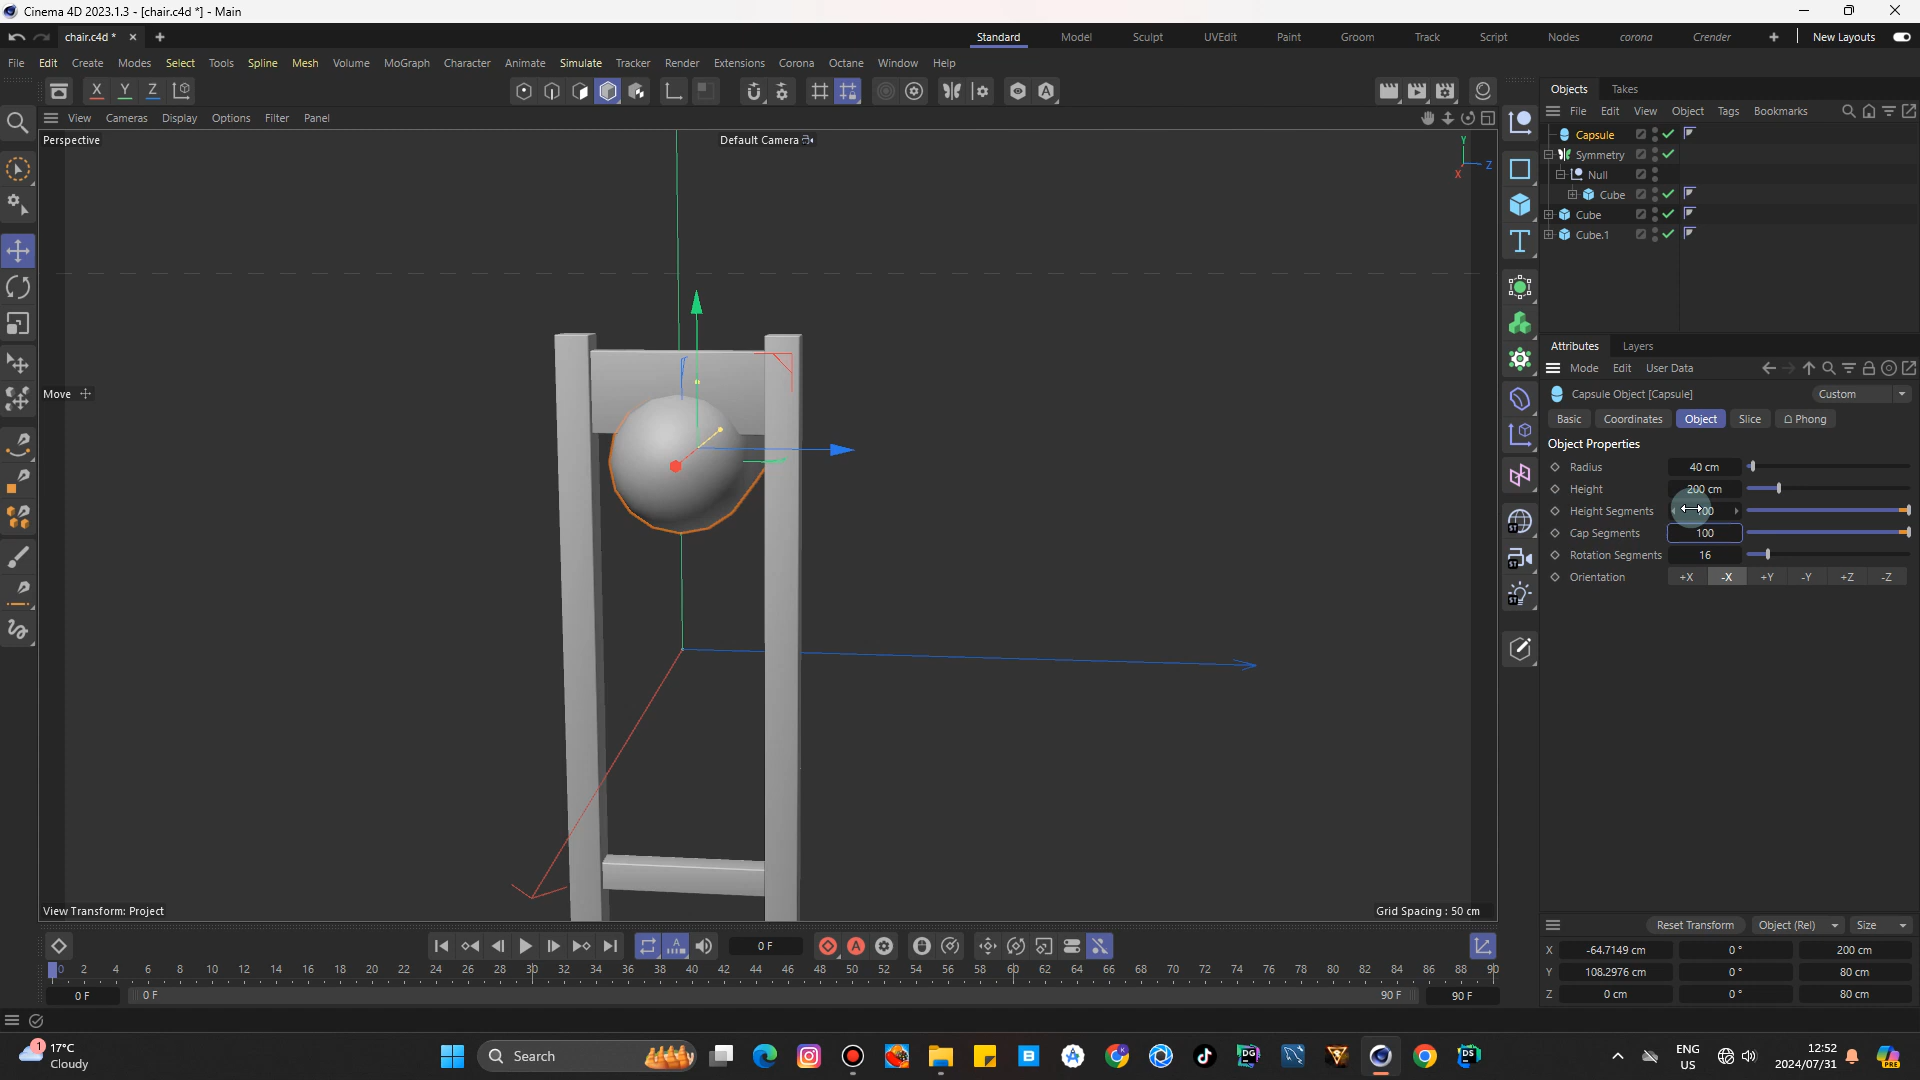 Cinema 4D 2023.1.3 - [chair.c4d *] - Main
chair.c4d *
Standard Model Sculpt UVEdit Paint Groom Track Script Nodes corona Crender New Layouts
File Edit Create Modes Select Tools Spline Mesh Volume MoGraph Character Animate Simulate Tracker Render Extensions Corona Octane Window Help
X Y Z
Objects Takes
File Edit View Object Tags Bookmarks
View Cameras Display Options Filter Panel
Perspective
Default Camera
Y
Z
X
Capsule
Symmetry
Null
Cube
Cube
Cube.1
Move
Attributes Layers
Mode Edit User Data
Capsule Object [Capsule]
Custom
Basic Coordinates Object Slice Phong
Object Properties
Radius 40 cm
Height 200 cm
Height Segments 100
Cap Segments 100
Rotation Segments 16
Orientation +X -X +Y -Y +Z -Z
View Transform: Project
Grid Spacing : 50 cm
0 F
Reset Transform Object (Rel) Size
X -64.7149 cm 0 ° 200 cm
Y 108.2976 cm 0 ° 80 cm
Z 0 cm 0 ° 80 cm
0 2 4 6 8 10 12 14 16 18 20 22 24 26 28 30 32 34 36 38 40 42 44 46 48 50 52 54 56 58 60 62 64 66 68 70 72 74 76 78 80 82 84 86 88 90
0 F 0 F 90 F 90 F
1 17°C
Cloudy
Search
ENG
US
12:52
2024/07/31